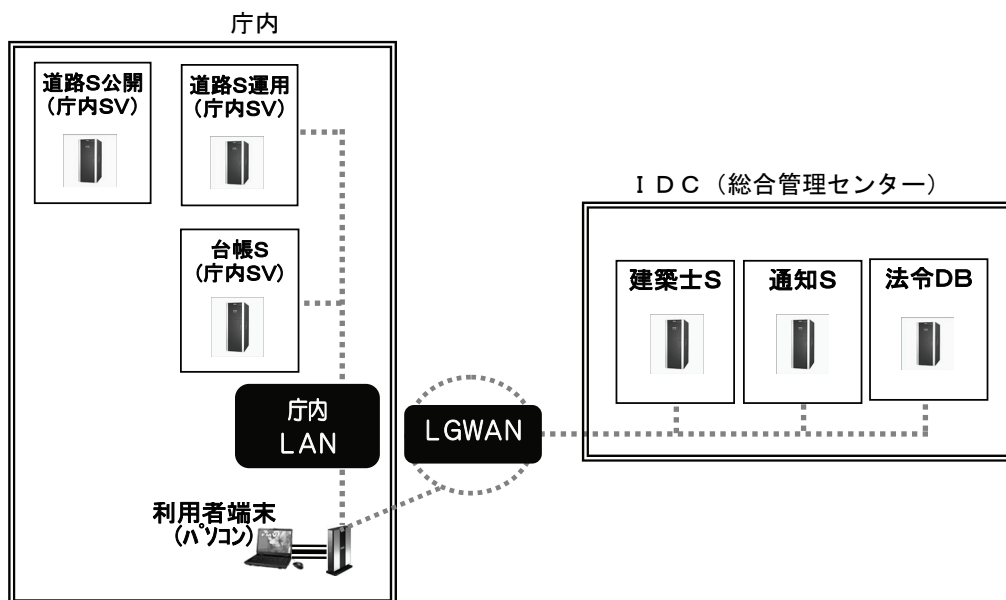 庁内
道路S公開
(庁内SV)
道路S運用
(庁内SV)
台帳S
(庁内SV)
庁内
LAN
利用者端末
(パソコン)
LGWAN
IDC(総合管理センター)
建築士S
通知S
法令DB